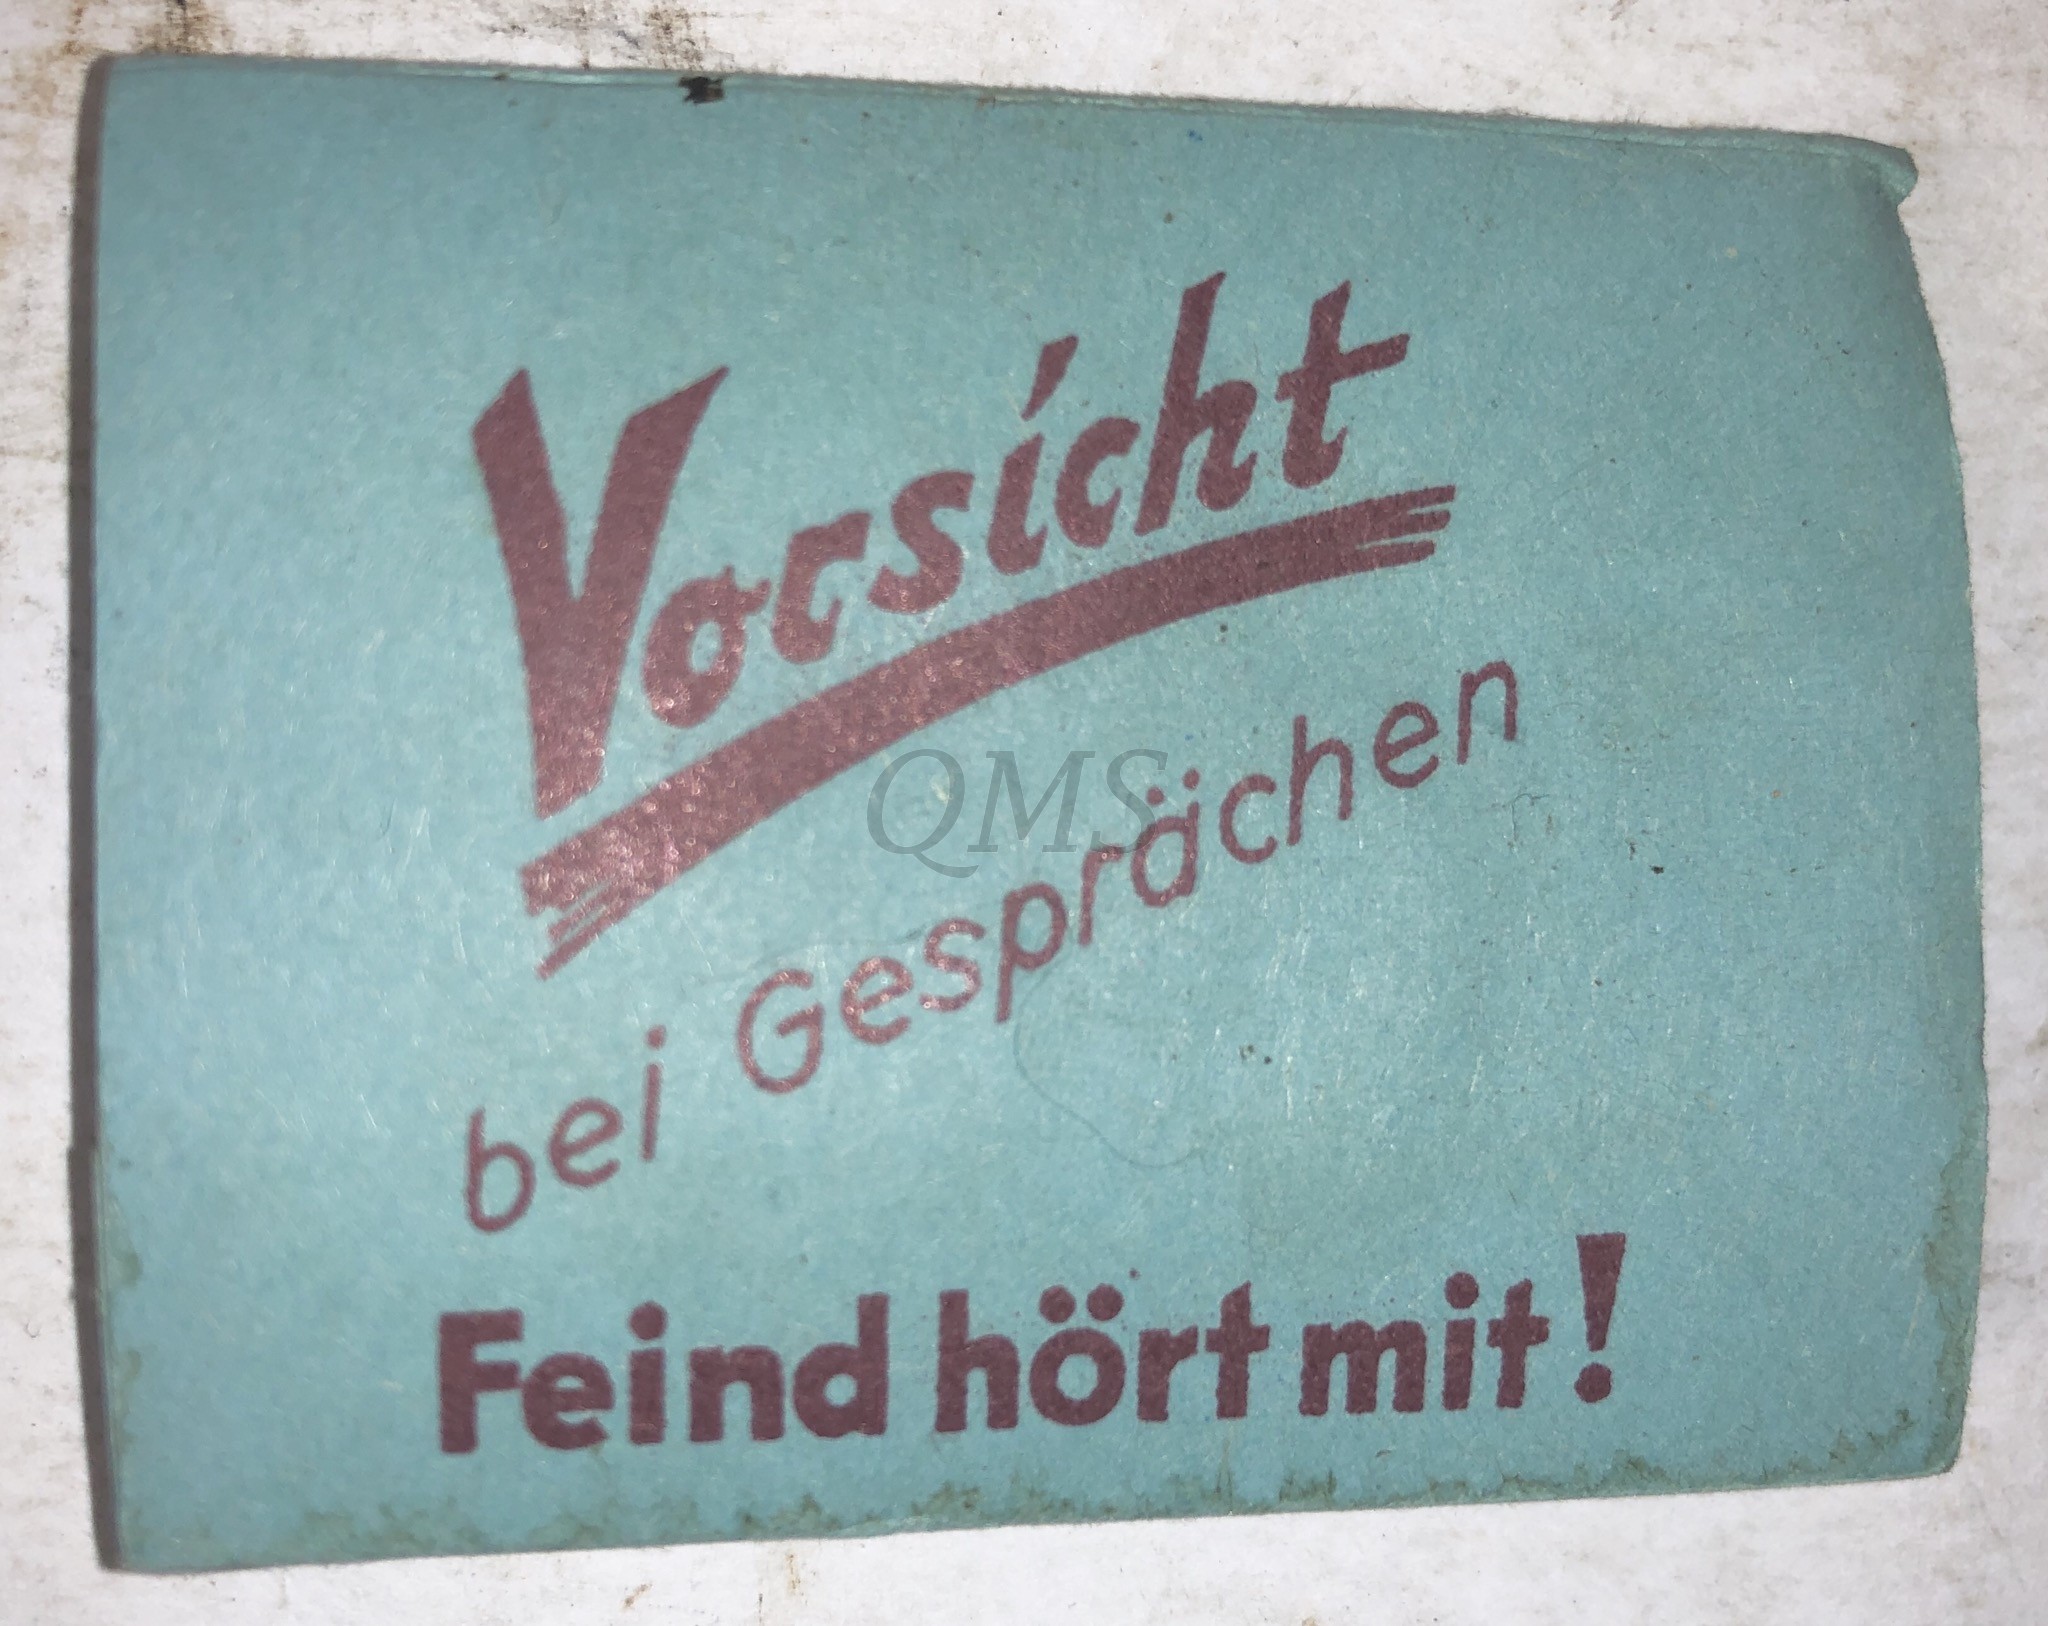 Vorsicht
bei Gesprächen
Feind hört mit!
QMS